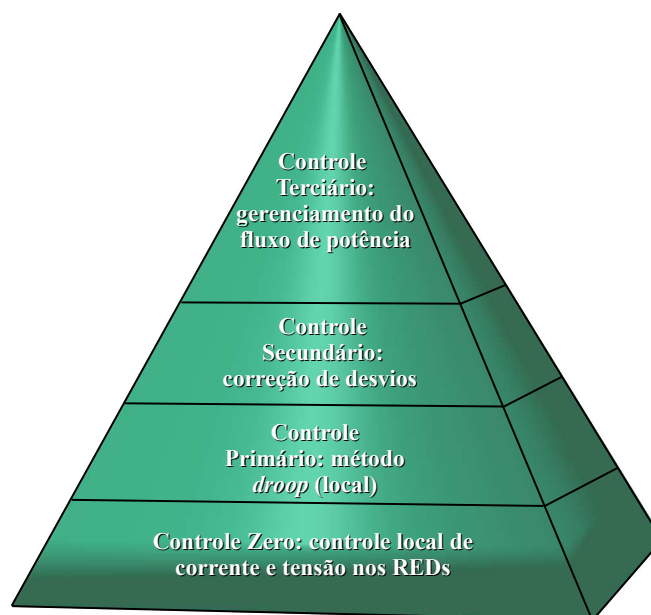 Controle
Terciário:
gerenciamento do
fluxo de potência
Controle
Secundário:
correção de desvios
Controle
Primário: método
droop (local)
Controle Zero: controle local de
corrente e tensão nos REDs